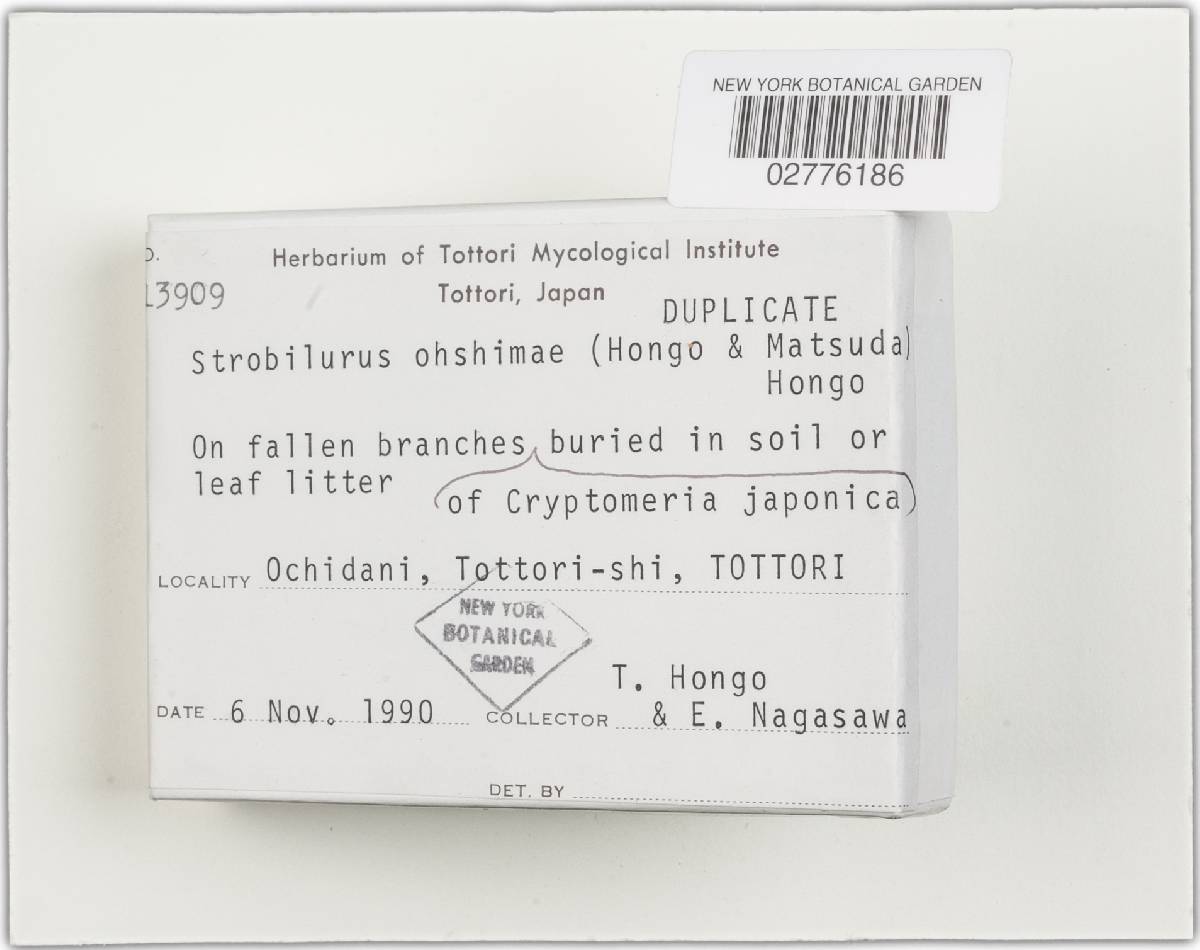 NEW YORK BOTANICAL GARDEN
02776186
Herbarium of Tottori Mycological Institute
13909
Tottori, Japan
DUPLICATE
Strobilurus ohshimae (Hongo & Matsuda)
Hongo
On fallen branches buried in soil or
leaf litter
(of Cryptomeria japonica)
LOCALITY Ochidani, Tottori-shi, TOTTORI
NEW YORK
BOTANICAL
GARDEN
T. Hongo
DATE 6 Nov. 1990 COLLECTOR & E. Nagasawa
DET. BY